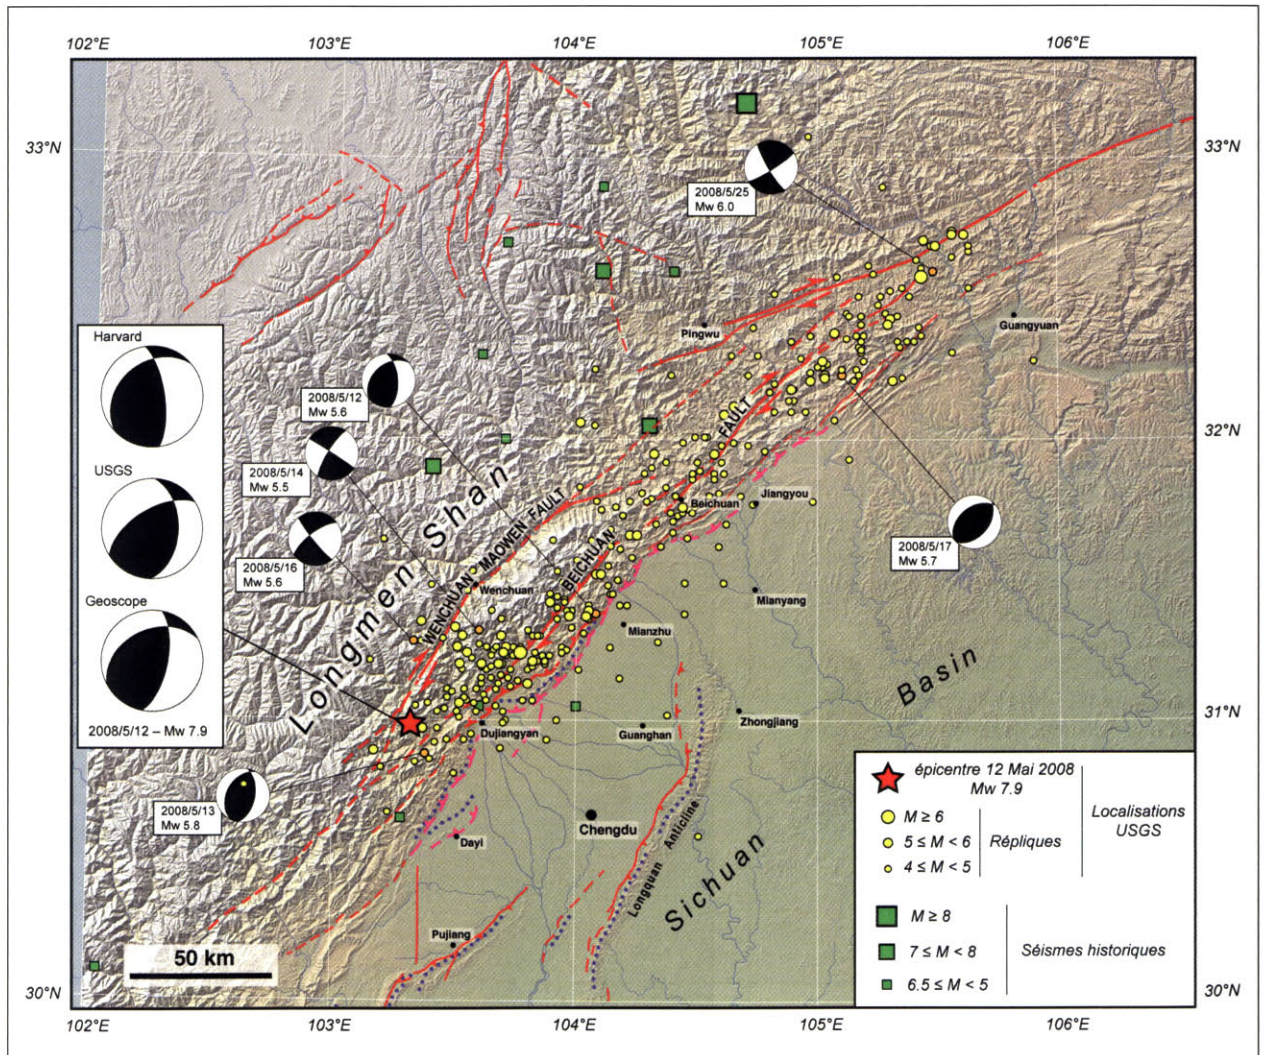 102°E 103°E 104°E 105°E 106°E
33°N
33°N
2008/5/25
Mw 6.0
Pingwu
Guangyuan
Harvard
2008/5/12
Mw 5.6
32°N
32°N
USGS
2008/5/14
Mw 5.5
FAULT
Longmen Shan
WENCHUAN MAOWEN FAULT
BEICHUAN
Beichuan
Jiangyou
2008/5/16
Mw 5.6
2008/5/17
Mw 5.7
Geoscope
Wenchuan
Mianyang
Mianzhu
Sichuan Basin
2008/5/12 – Mw 7.9
Dujiangyan
Guanghan
Zhongjiang
31°N
31°N
2008/5/13
Mw 5.8
Dayi
Chengdu
Longquan Anticline
Pujiang
50 km
épicentre 12 Mai 2008
Mw 7.9
M ≥ 6
5 ≤ M < 6
4 ≤ M < 5
Répliques
Localisations
USGS
M ≥ 8
7 ≤ M < 8
6.5 ≤ M < 5
Séismes historiques
30°N
30°N
102°E 103°E 104°E 105°E 106°E